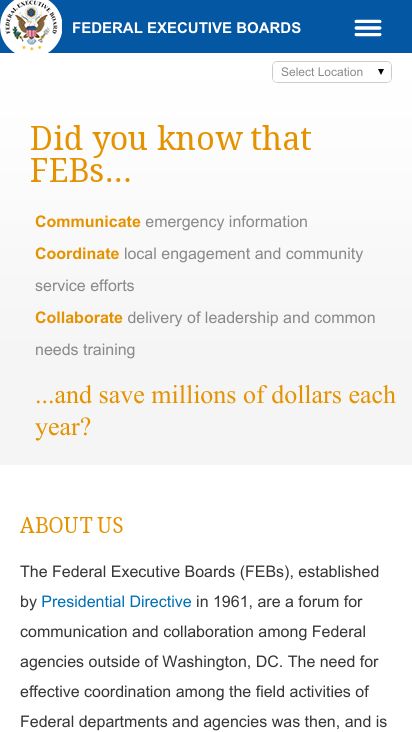 FEDERAL EXECUTIVE BOARD
FEDERAL EXECUTIVE BOARDS
Select Location
Did you know that
FEBs...
Communicate emergency information
Coordinate local engagement and community
service efforts
Collaborate delivery of leadership and common
needs training
...and save millions of dollars each
year?
ABOUT US
The Federal Executive Boards (FEBs), established
by Presidential Directive in 1961, are a forum for
communication and collaboration among Federal
agencies outside of Washington, DC. The need for
effective coordination among the field activities of
Federal departments and agencies was then, and is